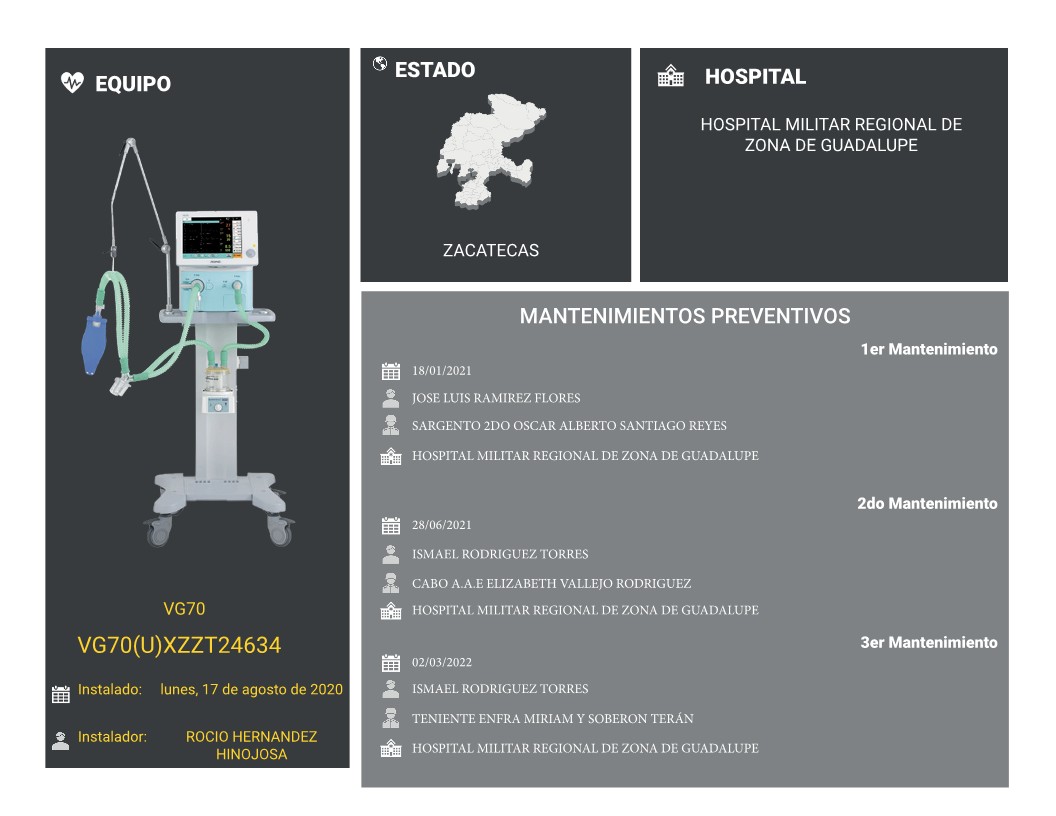 EQUIPO
VG70
VG70(U)XZZT24634
Instalado: lunes, 17 de agosto de 2020
Instalador: ROCIO HERNANDEZ
HINOJOSA
ESTADO
ZACATECAS
HOSPITAL
HOSPITAL MILITAR REGIONAL DE
ZONA DE GUADALUPE
MANTENIMIENTOS PREVENTIVOS
1er Mantenimiento
18/01/2021
JOSE LUIS RAMIREZ FLORES
SARGENTO 2DO OSCAR ALBERTO SANTIAGO REYES
HOSPITAL MILITAR REGIONAL DE ZONA DE GUADALUPE
2do Mantenimiento
28/06/2021
ISMAEL RODRIGUEZ TORRES
CABO A.A.E ELIZABETH VALLEJO RODRIGUEZ
HOSPITAL MILITAR REGIONAL DE ZONA DE GUADALUPE
3er Mantenimiento
02/03/2022
ISMAEL RODRIGUEZ TORRES
TENIENTE ENFRA MIRIAM Y SOBERON TERÁN
HOSPITAL MILITAR REGIONAL DE ZONA DE GUADALUPE